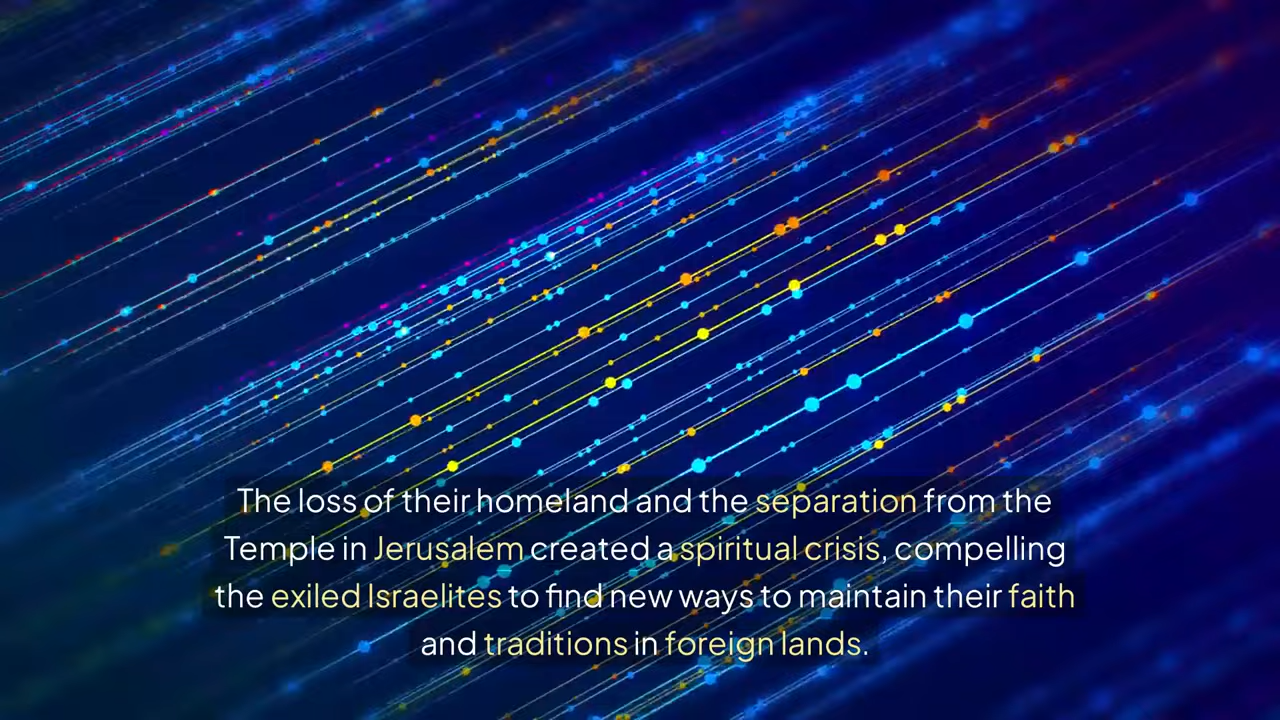 The loss of their homeland and the separation from the
Temple in Jerusalem created a spiritual crisis, compelling
the exiled Israelites to find new ways to maintain their faith
and traditions in foreign lands.